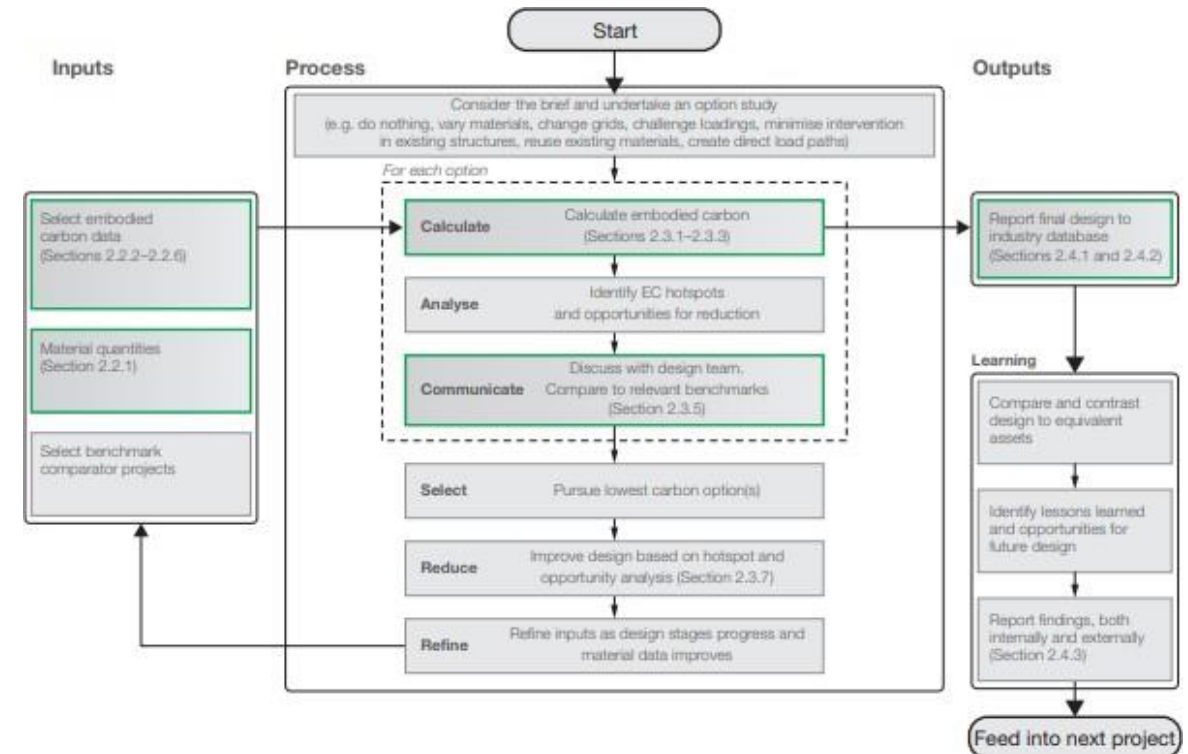 Start
Inputs
Process
Outputs
Consider the brief and undertake an option study
(e.g. do nothing, vary materials, change grids, challenge loadings, minimise intervention
in existing structures, reuse existing materials, create direct load paths)
For each option
Select embodied
carbon data
(Sections 2.2.2–2.2.6)
Material quantities
(Section 2.2.1)
Select benchmark
comparator projects
Calculate
Calculate embodied carbon
(Sections 2.3.1–2.3.3)
Analyse
Identify EC hotspots
and opportunities for reduction
Communicate
Discuss with design team.
Compare to relevant benchmarks
(Section 2.3.5)
Select
Pursue lowest carbon option(s)
Reduce
Improve design based on hotspot and
opportunity analysis (Section 2.3.7)
Refine
Refine inputs as design stages progress and
material data improves
Report final design to
industry database
(Sections 2.4.1 and 2.4.2)
Learning
Compare and contrast
design to equivalent
assets
Identify lessons learned
and opportunities for
future design
Report findings, both
internally and externally
(Section 2.4.3)
Feed into next project